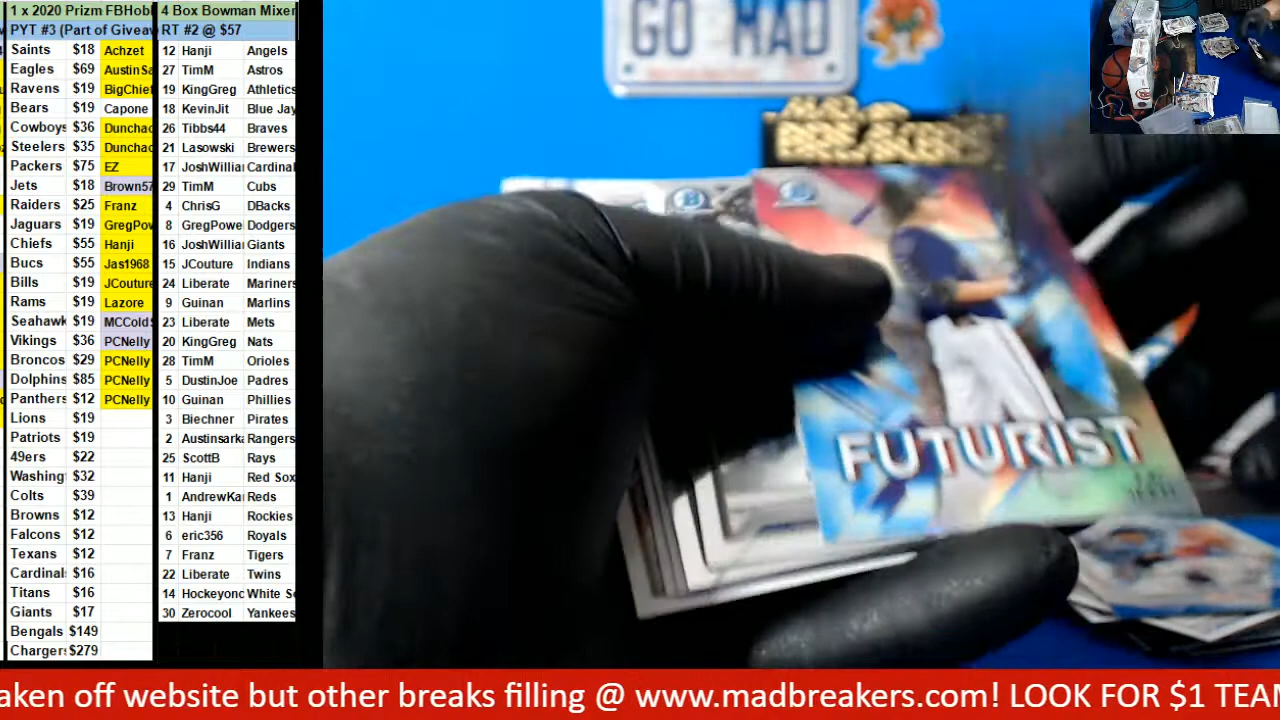 1 x 2020 Prizm FBHobl
PYT #3 (Part of Giveav
Saints $18 Achzet
Eagles $69 AustinSa
Ravens $19 BigChief
Bears $19 Capone
Cowboys $36 Dunchac
Steelers $35 Dunchac
Packers $75 EZ
Jets $18 Brown57
Raiders $25 Franz
Jaguars $19 GregPow
Chiefs $55 Hanji
Bucs $55 Jas1968
Bills $19 JCouture
Rams $19 Lazore
Seahawk $19 MCCold
Vikings $36 PCNelly
Broncos $29 PCNelly
Dolphins $85 PCNelly
Panthers $12 PCNelly
Lions $19
Patriots $19
49ers $22
Washing $32
Colts $39
Browns $12
Falcons $12
Texans $12
Cardinal $16
Titans $16
Giants $17
Bengals $149
Charger $279
4 Box Bowman Mixer
RT #2 @ $57
12 Hanji Angels
27 TimM Astros
19 KingGreg Athletics
18 KevinJit Blue Jay
26 Tibbs44 Braves
21 Lasowski Brewers
17 JoshWillia Cardinal
29 TimM Cubs
4 ChrisG DBacks
8 GregPowe Dodgers
16 JoshWillia Giants
15 JCouture Indians
24 Liberate Mariners
9 Guinan Marlins
23 Liberate Mets
20 KingGreg Nats
28 TimM Orioles
5 DustinJoe Padres
10 Guinan Phillies
3 Biechner Pirates
2 Austinsark Rangers
25 ScottB Rays
11 Hanji Red Sox
1 AndrewKa Reds
13 Hanji Rockies
6 eric356 Royals
7 Franz Tigers
22 Liberate Twins
14 Hockeyonc White So
30 Zerocool Yankees
GO MAD
BREAKERS
FUTURIST
aken off website but other breaks filling @ www.madbreakers.com! LOOK FOR $1 TEAM